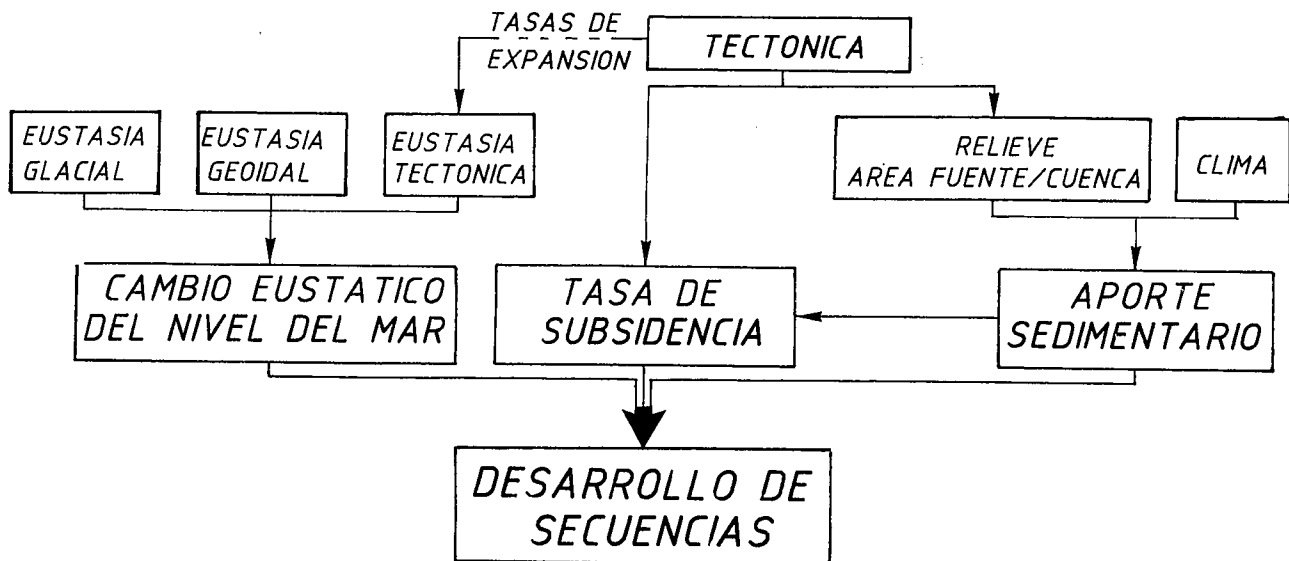 TASAS DE
EXPANSION
TECTONICA
EUSTASIA
GLACIAL
EUSTASIA
GEOIDAL
EUSTASIA
TECTONICA
RELIEVE
AREA FUENTE/CUENCA
CLIMA
CAMBIO EUSTATICO
DEL NIVEL DEL MAR
TASA DE
SUBSIDENCIA
APORTE
SEDIMENTARIO
DESARROLLO DE
SECUENCIAS